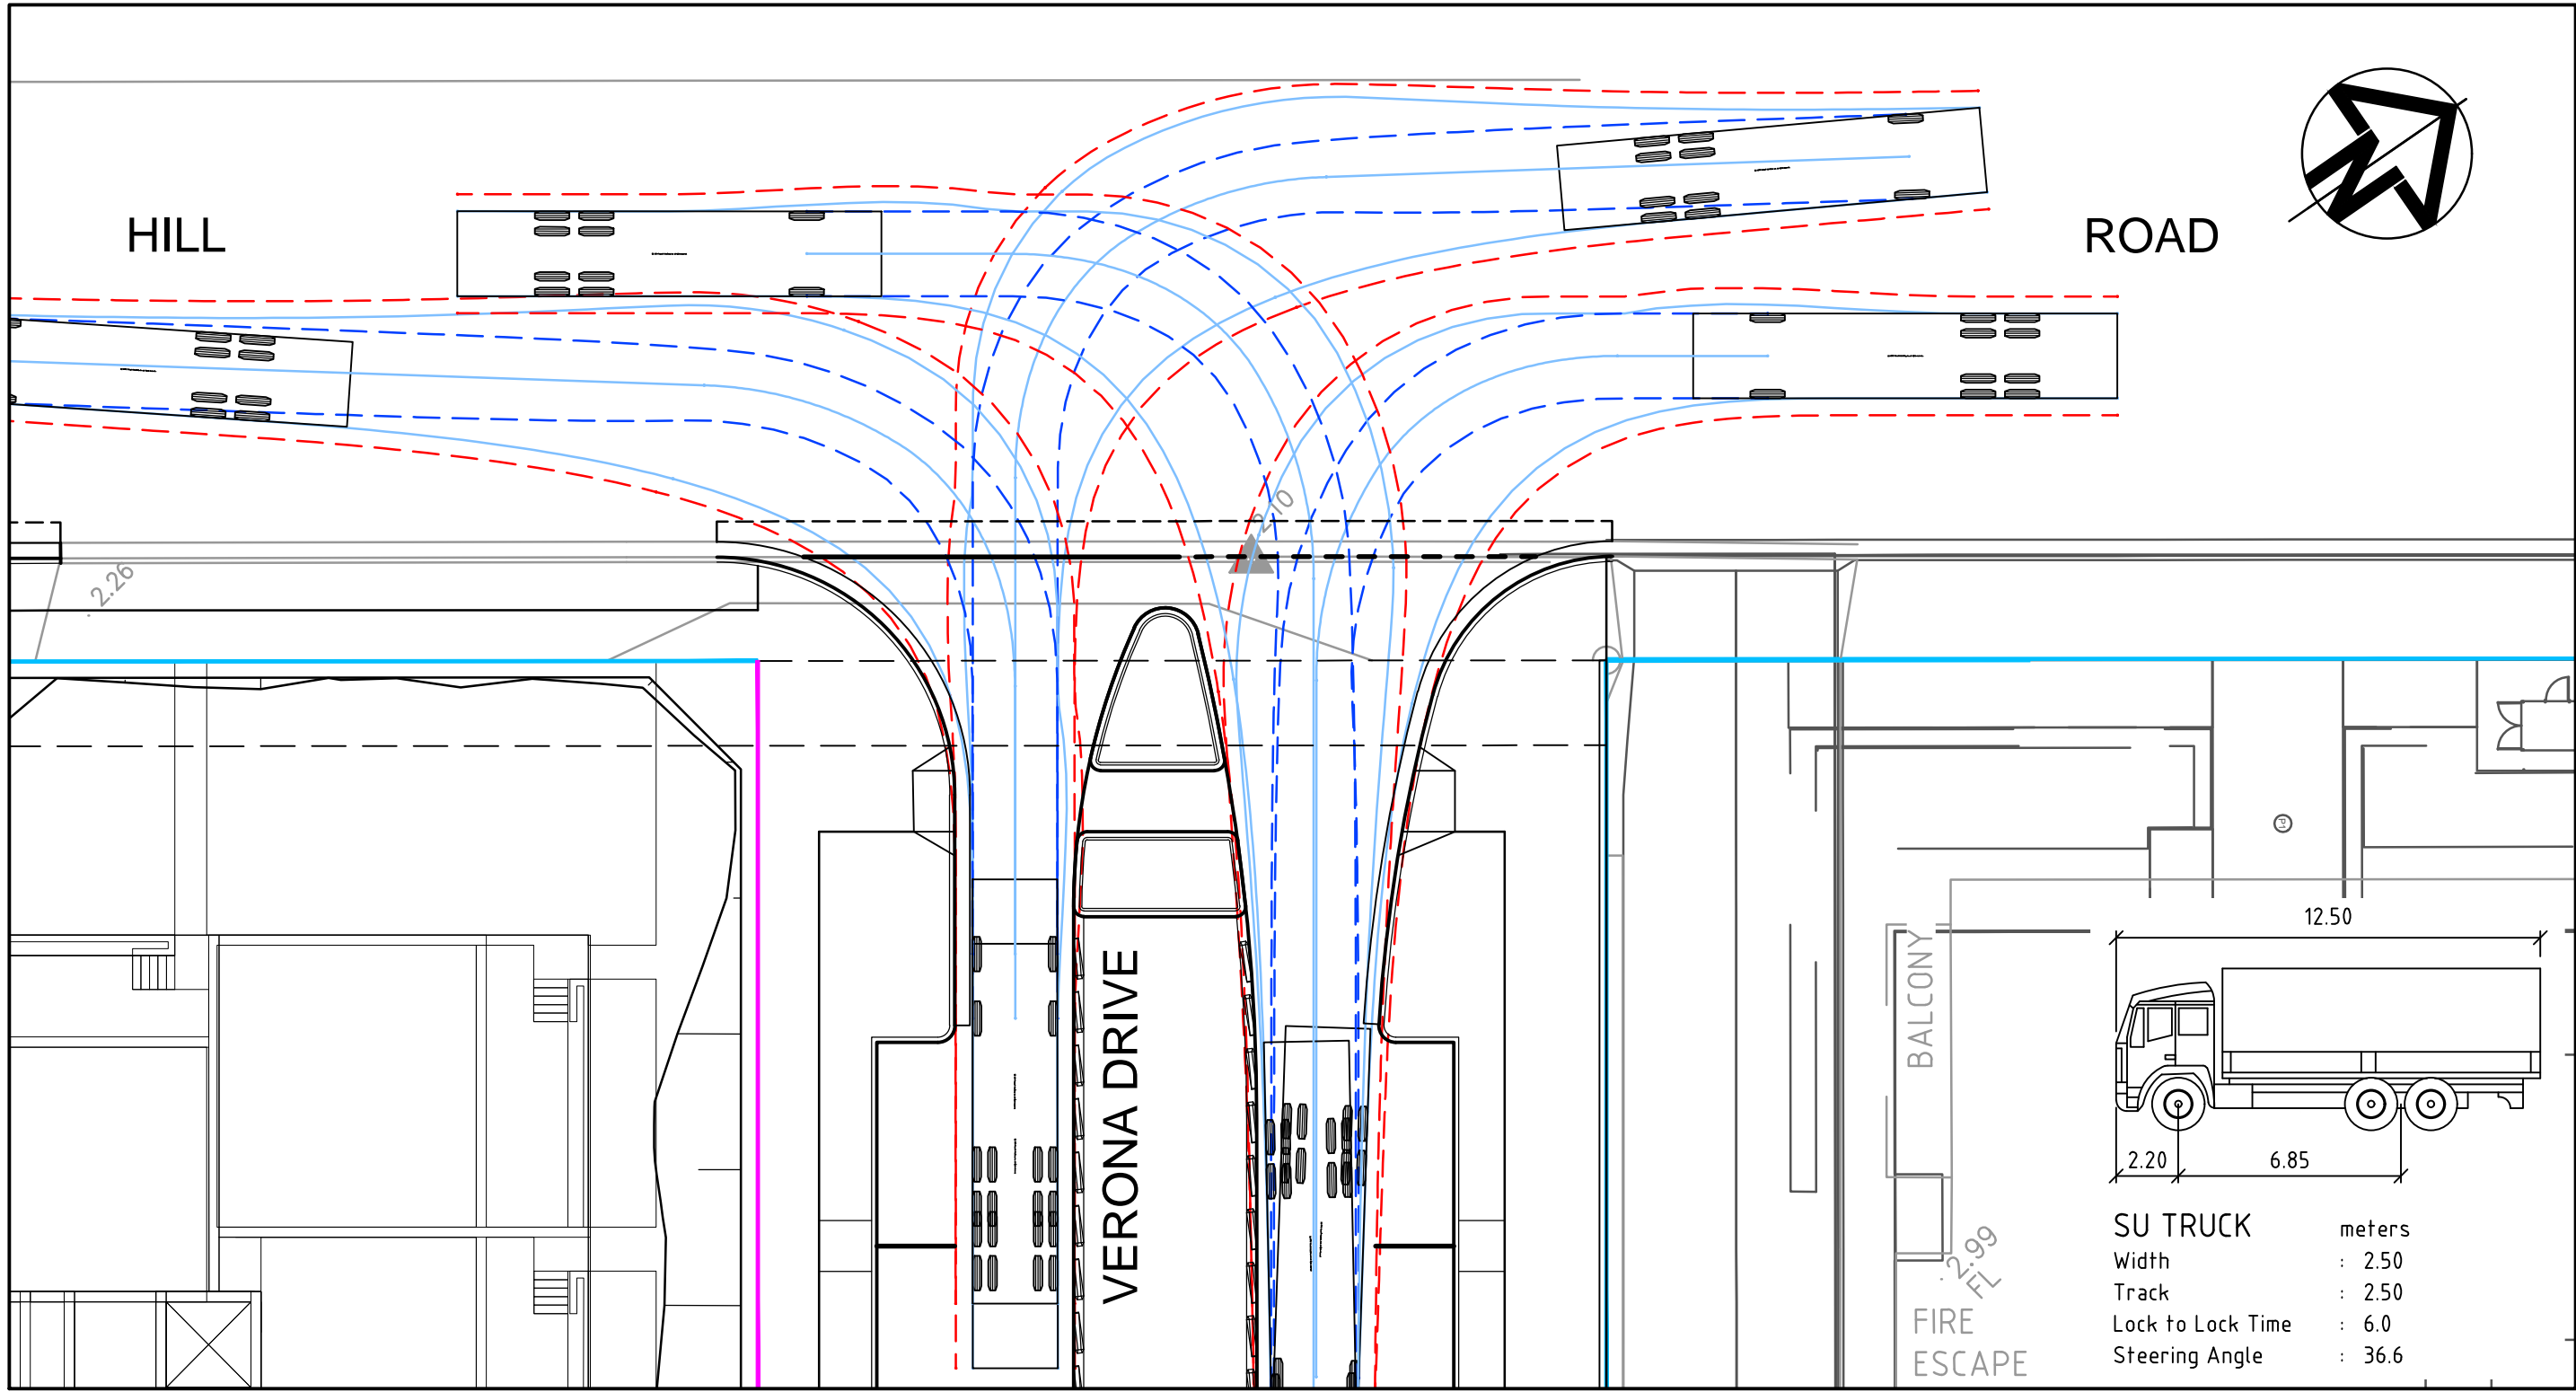 HILL
ROAD
2.10
: 2.26
P1
12.50
BALCONY
VERONA DRIVE
2.20
6.85
SU TRUCK meters
Width : 2.50
Track : 2.50
Lock to Lock Time : 6.0
Steering Angle : 36.6
: 2.99
FL
FIRE
ESCAPE